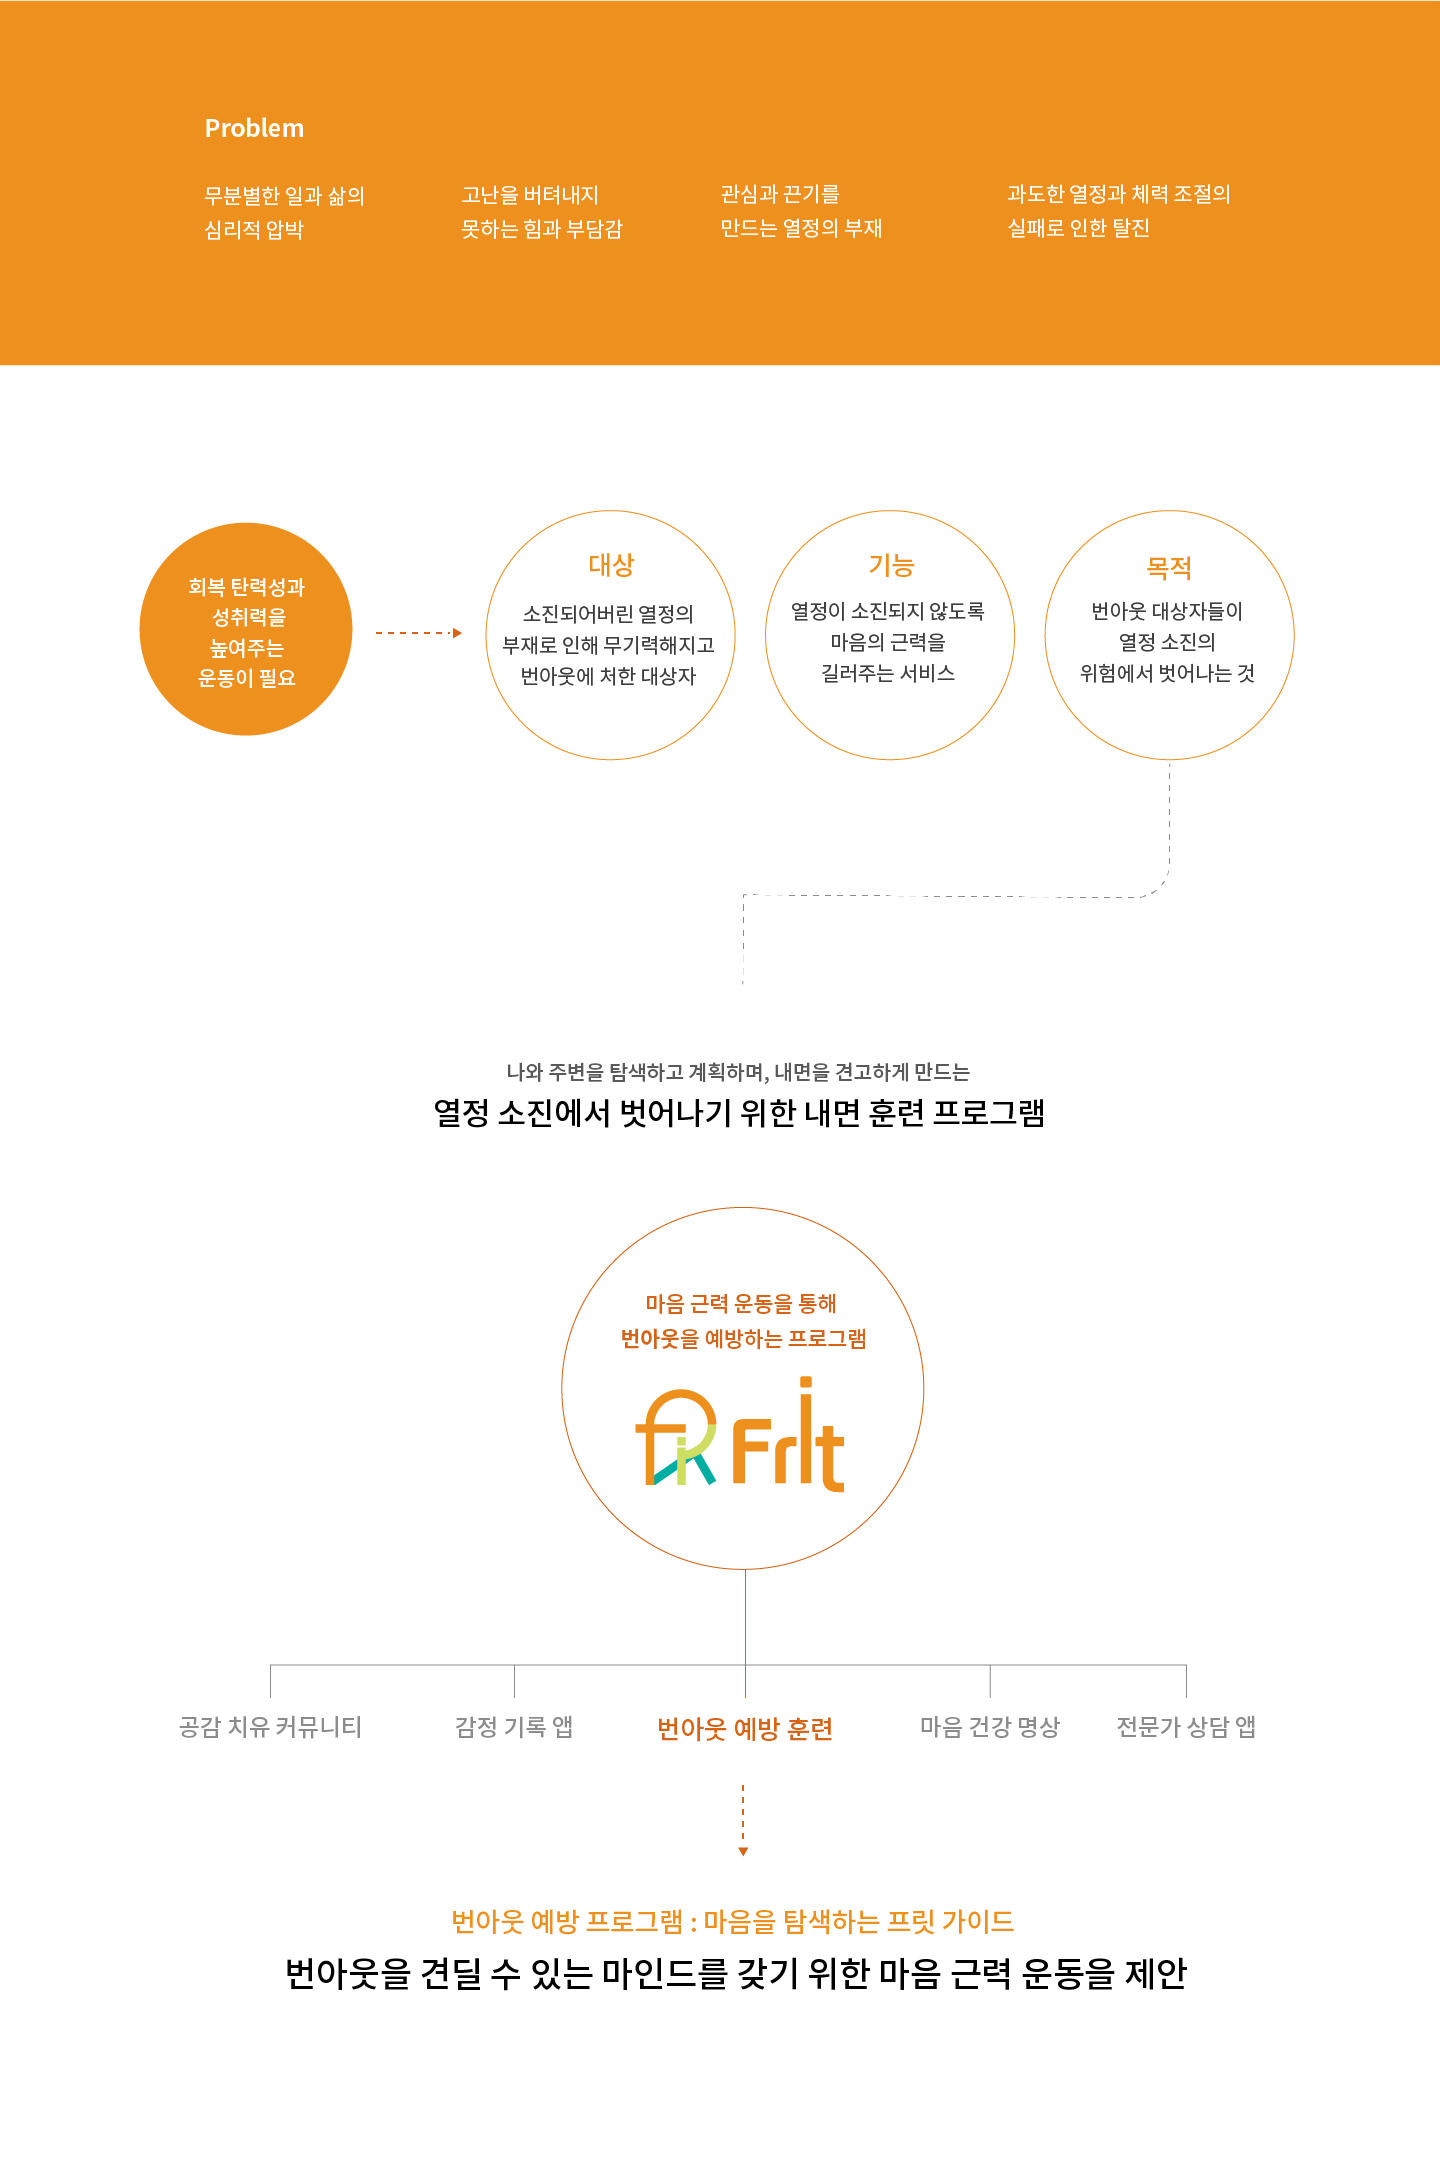 Problem
무분별한 일과 삶의
심리적 압박
고난을 버텨내지
못하는 힘과 부담감
관심과 끈기를
만드는 열정의 부재
과도한 열정과 체력 조절의
실패로 인한 탈진
회복 탄력성과
성취력을
높여주는
운동이 필요
대상
소진되어버린 열정의
부재로 인해 무기력해지고
번아웃에 처한 대상자
기능
열정이 소진되지 않도록
마음의 근력을
길러주는 서비스
목적
번아웃 대상자들이
열정 소진의
위험에서 벗어나는 것
나와 주변을 탐색하고 계획하며, 내면을 견고하게 만드는
열정 소진에서 벗어나기 위한 내면 훈련 프로그램
마음 근력 운동을 통해
번아웃을 예방하는 프로그램
Frit
공감 치유 커뮤니티
감정 기록 앱
번아웃 예방 훈련
마음 건강 명상
전문가 상담 앱
번아웃 예방 프로그램 : 마음을 탐색하는 프릿 가이드
번아웃을 견딜 수 있는 마인드를 갖기 위한 마음 근력 운동을 제안